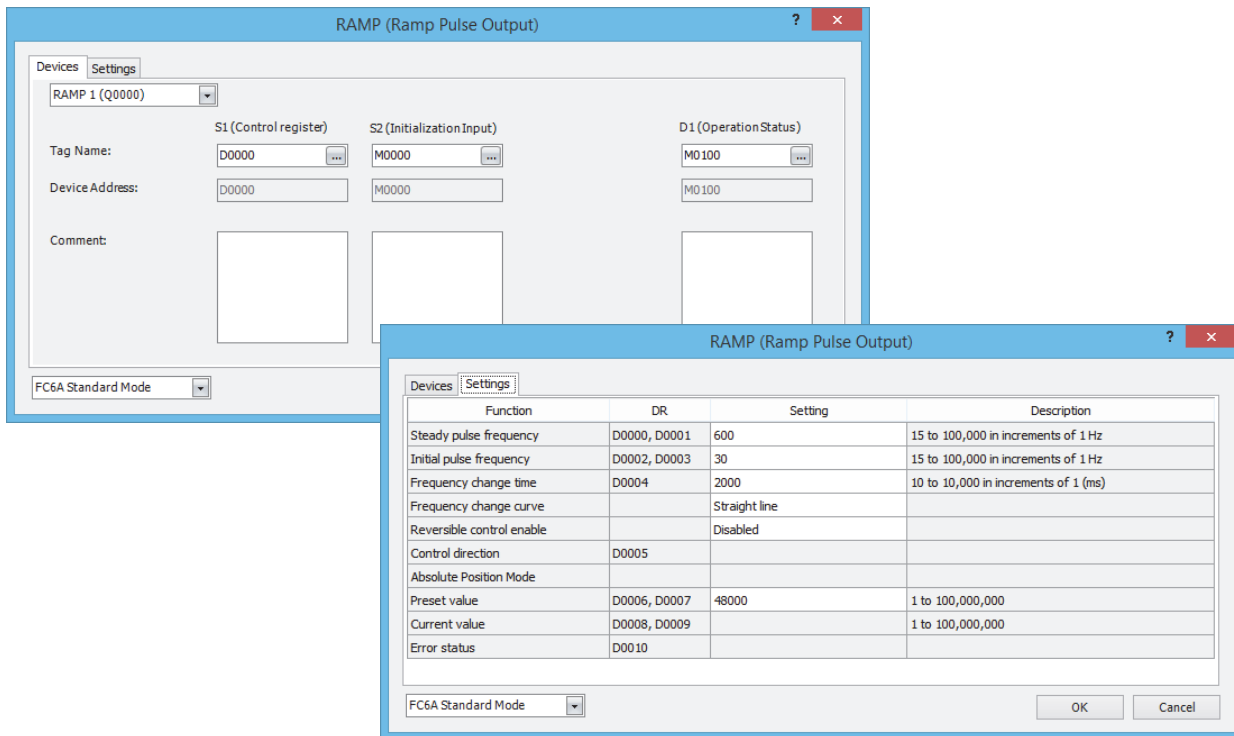 RAMP (Ramp Pulse Output)
?
Devices Settings
RAMP 1 (Q0000)
S1 (Control register) S2 (Initialization Input) D1 (Operation Status)
Tag Name: D0000 ... M0000 ... M0100 ...
Device Address: D0000 M0000 M0100
Comment:
FC6A Standard Mode
RAMP (Ramp Pulse Output)
?
Devices Settings
Function DR Setting Description
Steady pulse frequency D0000, D0001 600 15 to 100,000 in increments of 1 Hz
Initial pulse frequency D0002, D0003 30 15 to 100,000 in increments of 1 Hz
Frequency change time D0004 2000 10 to 10,000 in increments of 1 (ms)
Frequency change curve Straight line
Reversible control enable Disabled
Control direction D0005
Absolute Position Mode
Preset value D0006, D0007 48000 1 to 100,000,000
Current value D0008, D0009 1 to 100,000,000
Error status D0010
FC6A Standard Mode OK Cancel